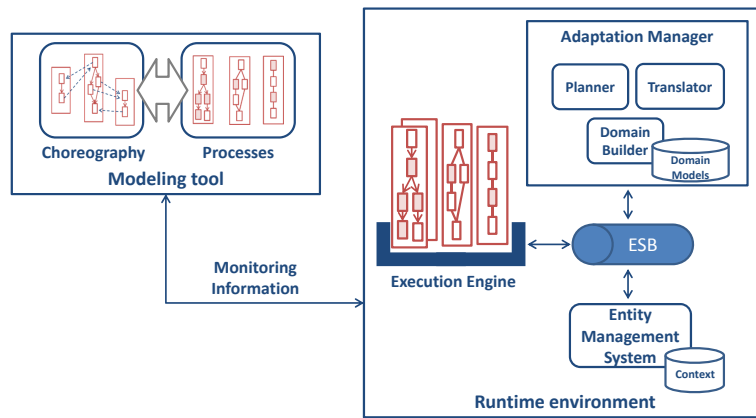 Choreography
Processes
Modeling tool
Monitoring
Information
Adaptation Manager
Planner
Translator
Domain
Builder
Domain
Models
Execution Engine
ESB
Entity
Management
System
Context
Runtime environment